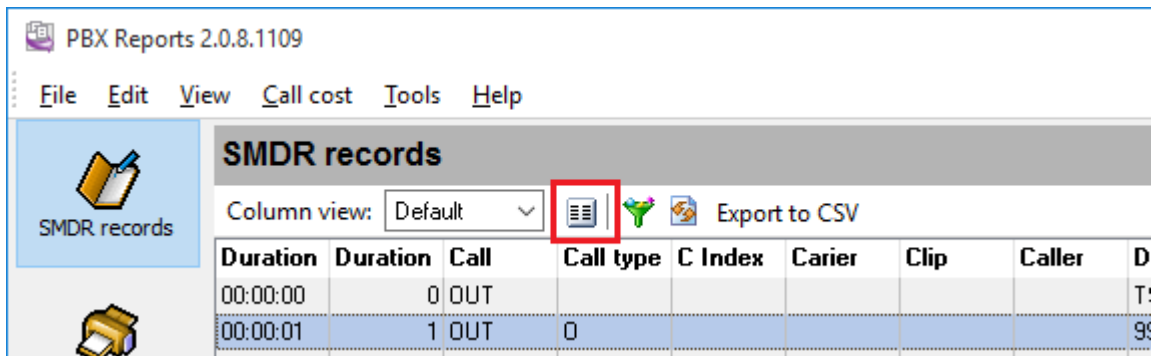 PBX Reports 2.0.8.1109
File Edit View Call cost Tools Help
SMDR records
Column view: Default Export to CSV
SMDR records
Duration Duration Call Call type C Index Carier Clip Caller D
00:00:00 0 OUT
00:00:01 1 OUT O